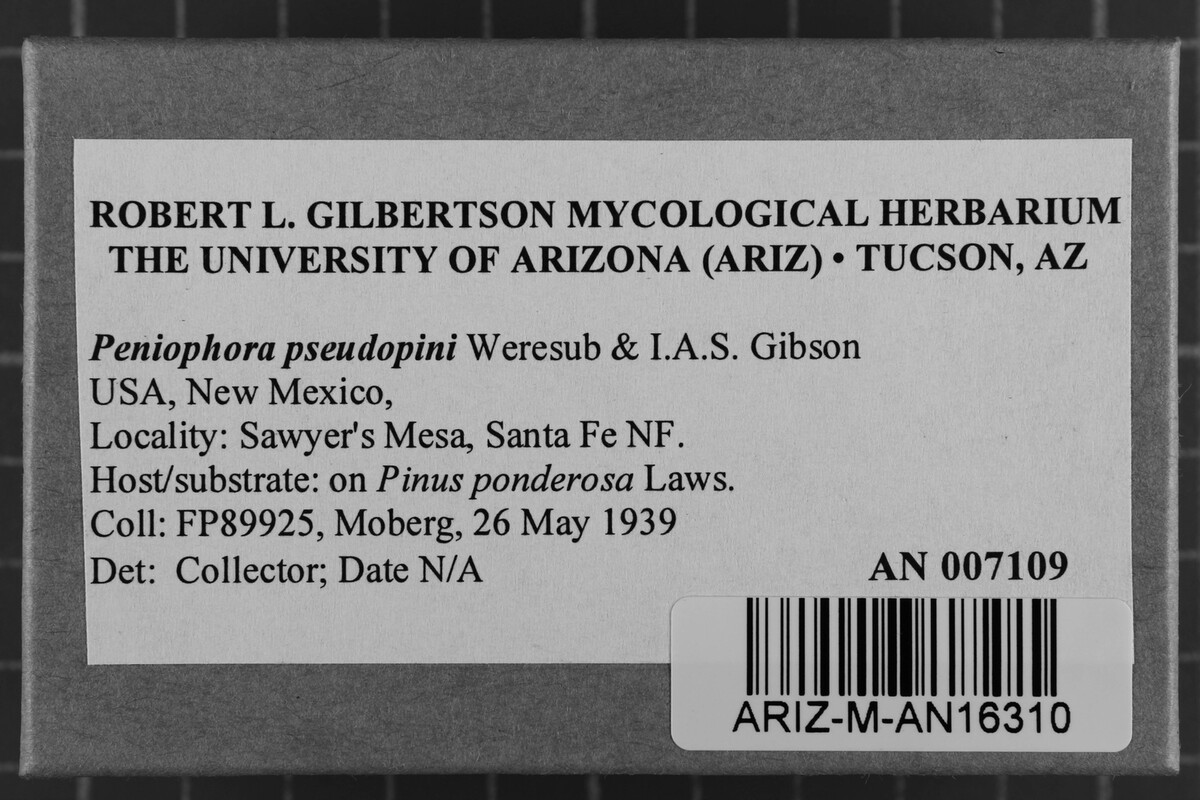 ROBERT L. GILBERTSON MYCOLOGICAL HERBARIUM
THE UNIVERSITY OF ARIZONA (ARIZ) • TUCSON, AZ
Peniophora pseudopini Weresub & I.A.S. Gibson
USA, New Mexico,
Locality: Sawyer's Mesa, Santa Fe NF.
Host/substrate: on Pinus ponderosa Laws.
Coll: FP89925, Moberg, 26 May 1939
Det: Collector; Date N/A
AN 007109
ARIZ-M-AN16310